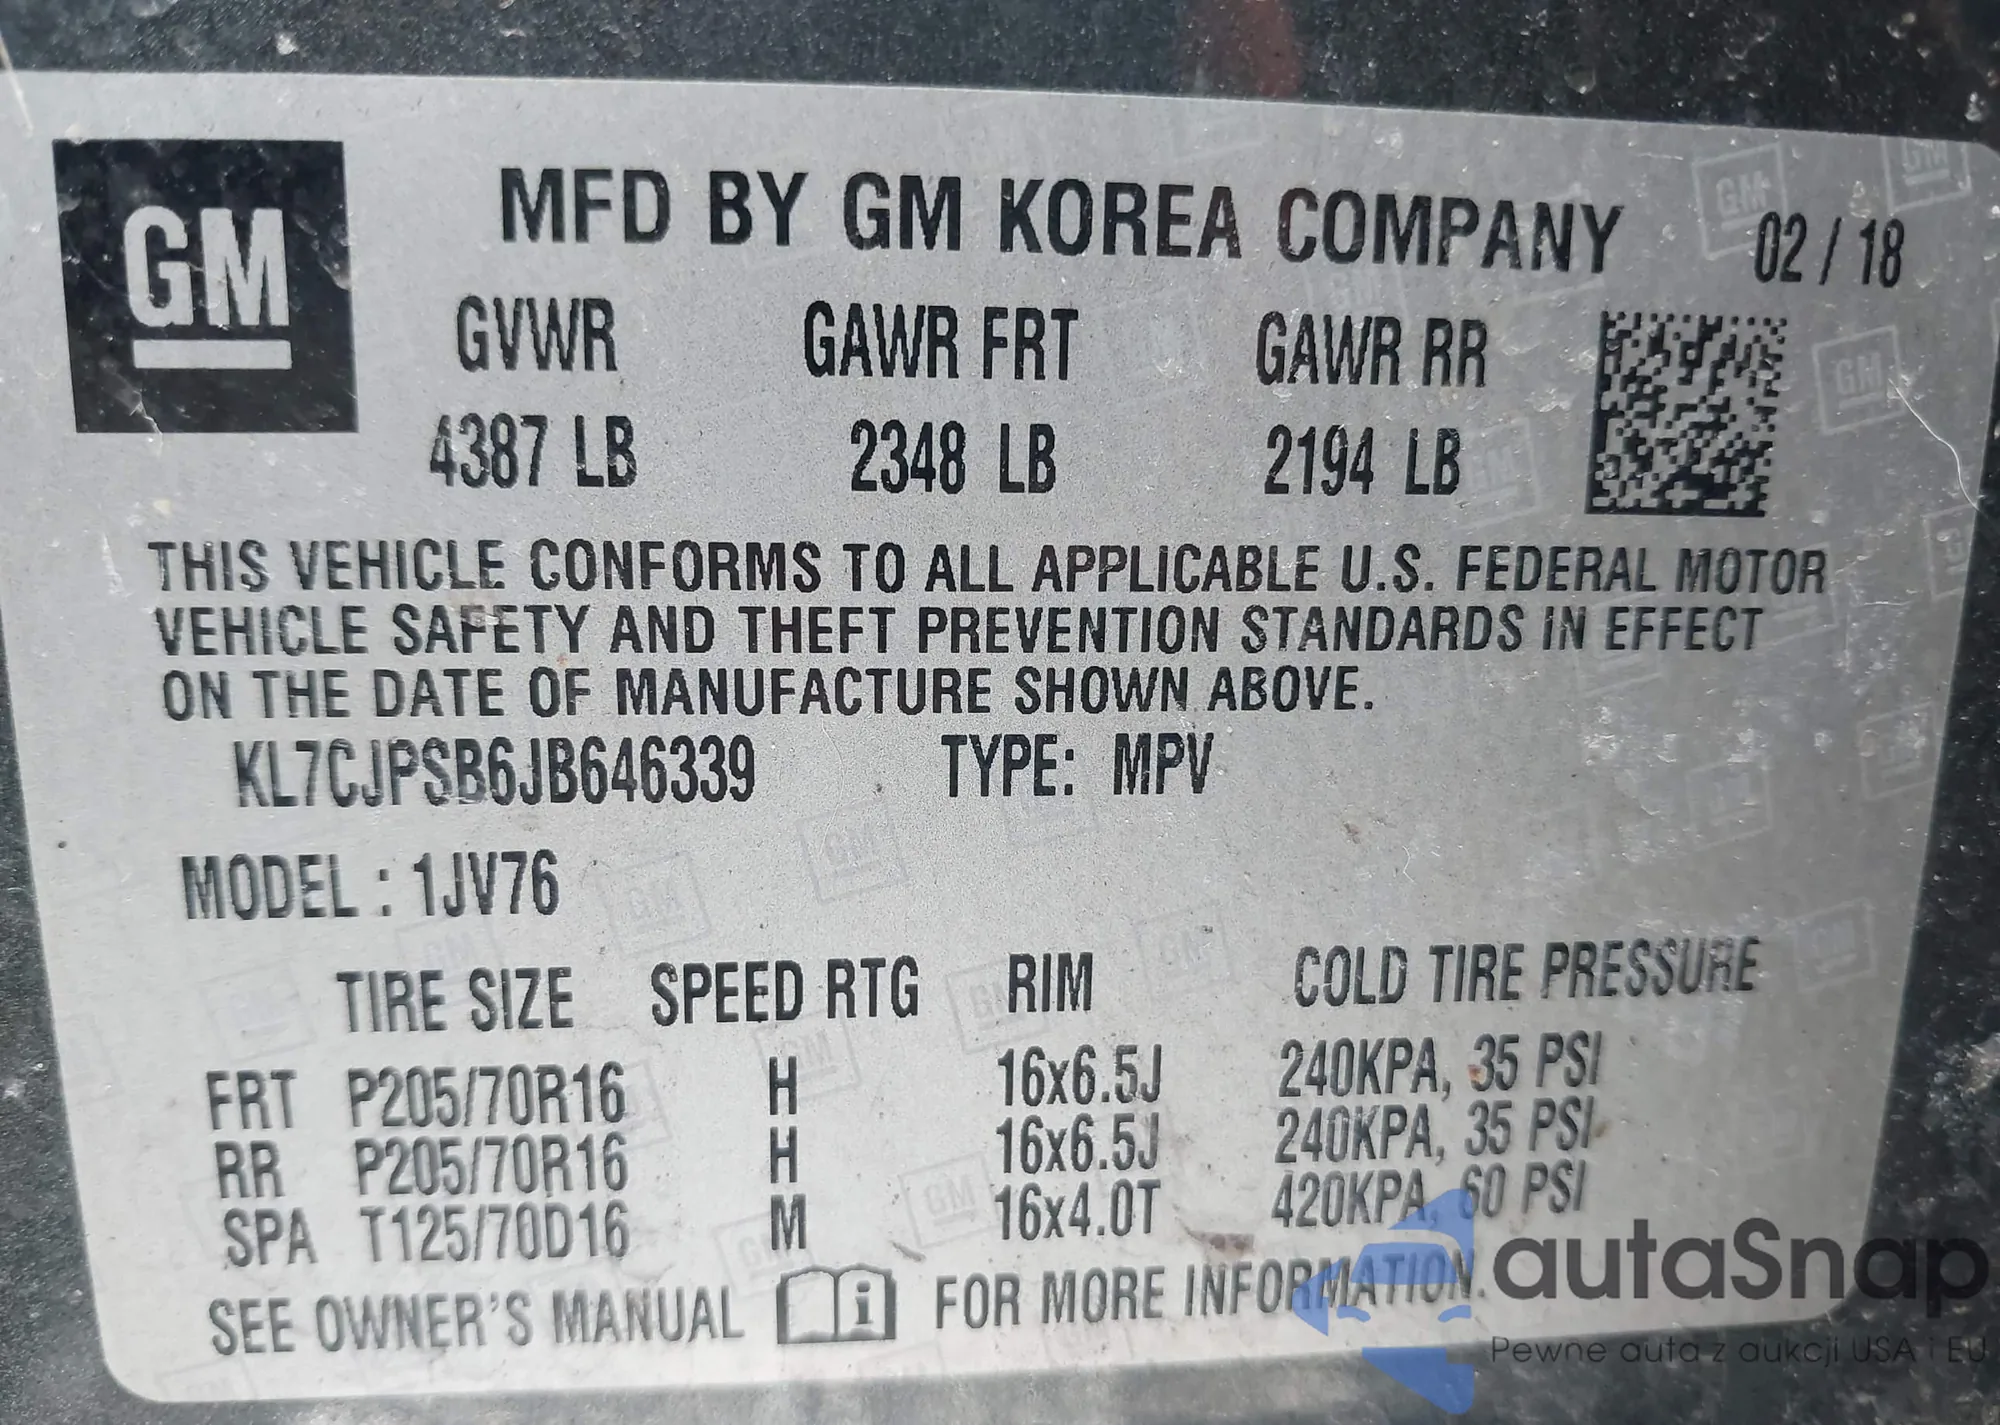 GM
MFD BY GM KOREA COMPANY 02 / 18
GVWR GAWR FRT GAWR RR
4387 LB 2348 LB 2194 LB
THIS VEHICLE CONFORMS TO ALL APPLICABLE U.S. FEDERAL MOTOR
VEHICLE SAFETY AND THEFT PREVENTION STANDARDS IN EFFECT
ON THE DATE OF MANUFACTURE SHOWN ABOVE.
KL7CJPSB6JB646339 TYPE: MPV
MODEL : 1JV76
TIRE SIZE SPEED RTG RIM COLD TIRE PRESSURE
FRT P205/70R16 H 16x6.5J 240KPA, 35 PSI
RR P205/70R16 H 16x6.5J 240KPA, 35 PSI
SPA T125/70D16 M 16x4.0T 420KPA, 60 PSI
SEE OWNER'S MANUAL i FOR MORE INFORMATION.
autaSnap
Pewne auta z aukcji USA i EU